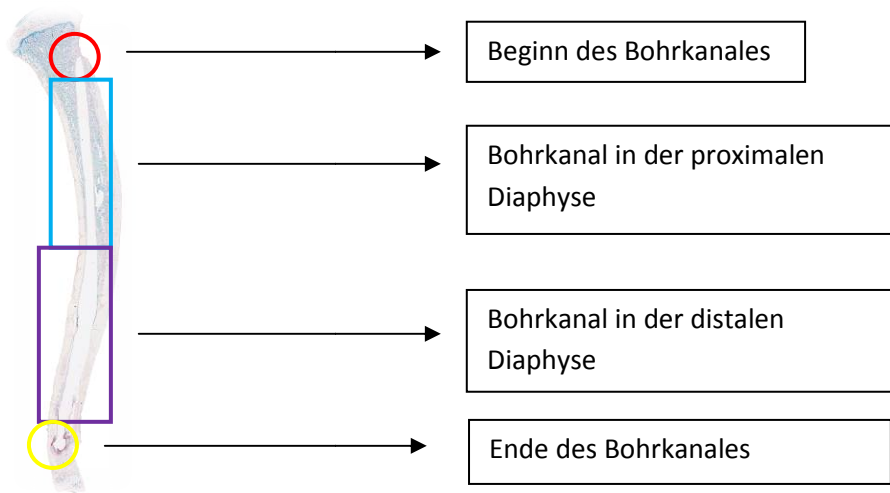 Beginn des Bohrkanales
Bohrkanal in der proximalen
Diaphyse
Bohrkanal in der distalen
Diaphyse
Ende des Bohrkanales